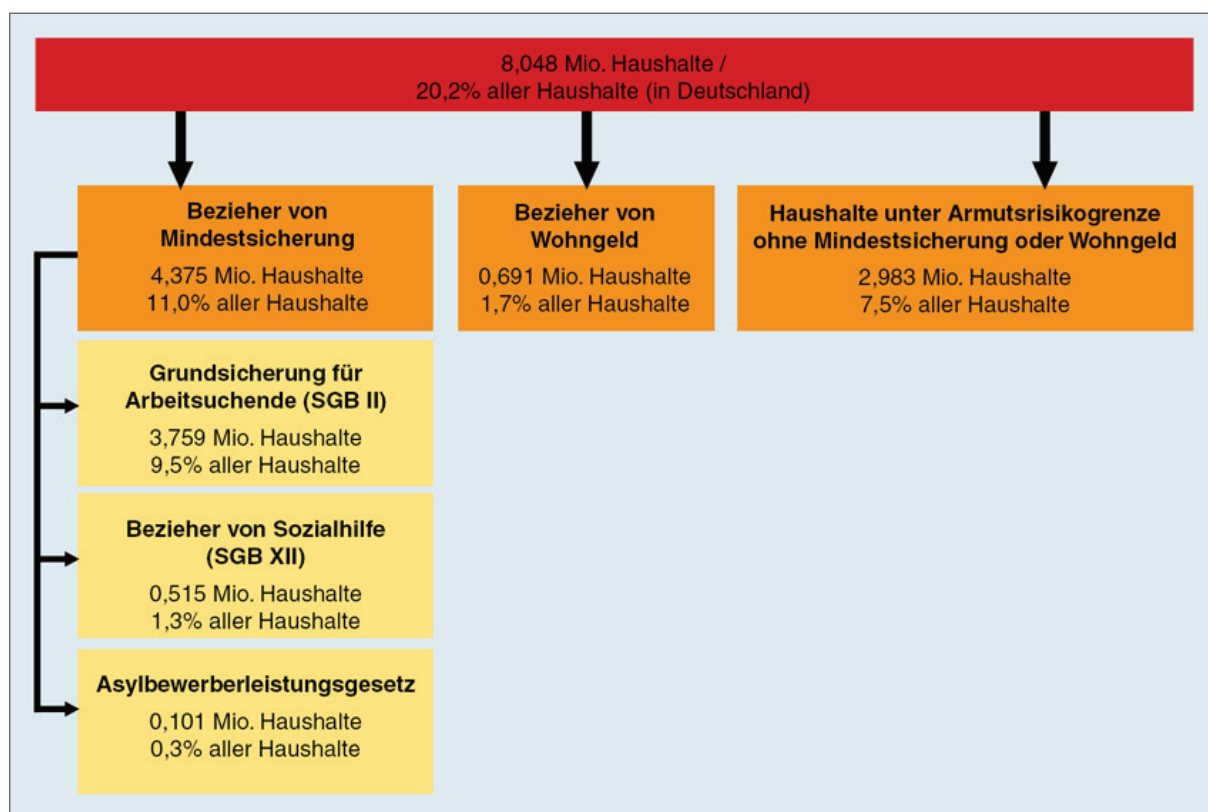 8,048 Mio. Haushalte /
20,2% aller Haushalte (in Deutschland)
Bezieher von
Mindestsicherung
4,375 Mio. Haushalte
11,0% aller Haushalte
Bezieher von
Wohngeld
0,691 Mio. Haushalte
1,7% aller Haushalte
Haushalte unter Armutsrisikogrenze
ohne Mindestsicherung oder Wohngeld
2,983 Mio. Haushalte
7,5% aller Haushalte
Grundsicherung für
Arbeitsuchende (SGB II)
3,759 Mio. Haushalte
9,5% aller Haushalte
Bezieher von Sozialhilfe
(SGB XII)
0,515 Mio. Haushalte
1,3% aller Haushalte
Asylbewerberleistungsgesetz
0,101 Mio. Haushalte
0,3% aller Haushalte